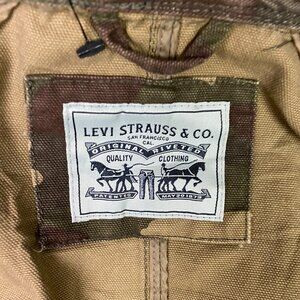 LEVI STRAUSS & CO.
SAN FRANCISCO
CAL.
ORIGINAL RIVETED
QUALITY CLOTHING
PATENTED MAY 20 1873